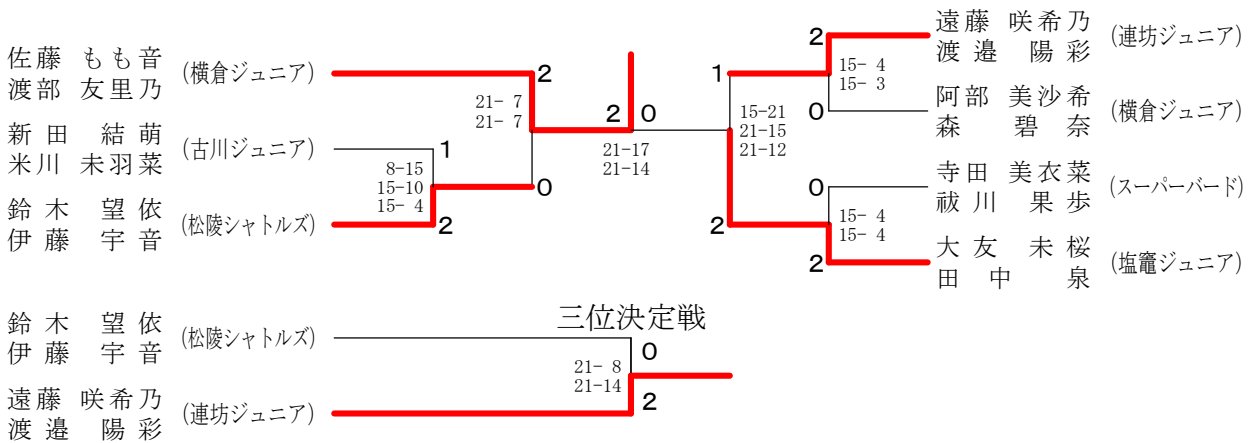 佐藤 もも音
渡部 友里乃
(横倉ジュニア)
2
21- 7
21- 7
新田 結萌
米川 未羽菜
(古川ジュニア)
1
8-15
15-10
15- 4
0
鈴木 望依
伊藤 宇音
(松陵シャトルズ)
2
2 0
21-17
21-14
遠藤 咲希乃
渡邉 陽彩
(連坊ジュニア)
2
15- 4
15- 3
1
0
阿部 美沙希
森 碧奈
(横倉ジュニア)
15-21
21-15
21-12
寺田 美衣菜
祓川 果歩
(スーパーバード)
0
15- 4
15- 4
2
2
大友 未桜
田中 泉
(塩竈ジュニア)
三位決定戦
鈴木 望依
伊藤 宇音
(松陵シャトルズ)
0
21- 8
21-14
2
遠藤 咲希乃
渡邉 陽彩
(連坊ジュニア)